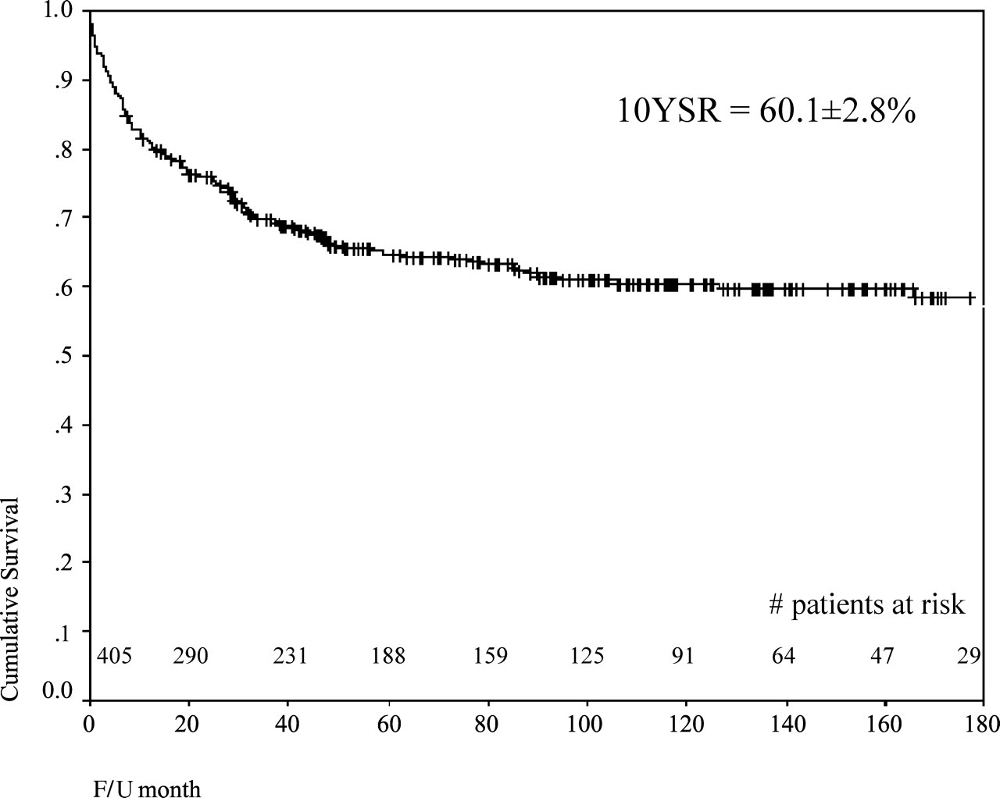 1.0
.9
10YSR = 60.1±2.8%
.8
.7
.6
.5
.4
.3
.2
# patients at risk
.1
405 290 231 188 159 125 91 64 47 29
0.0
Cumulative Survival
0 20 40 60 80 100 120 140 160 180
F/U month